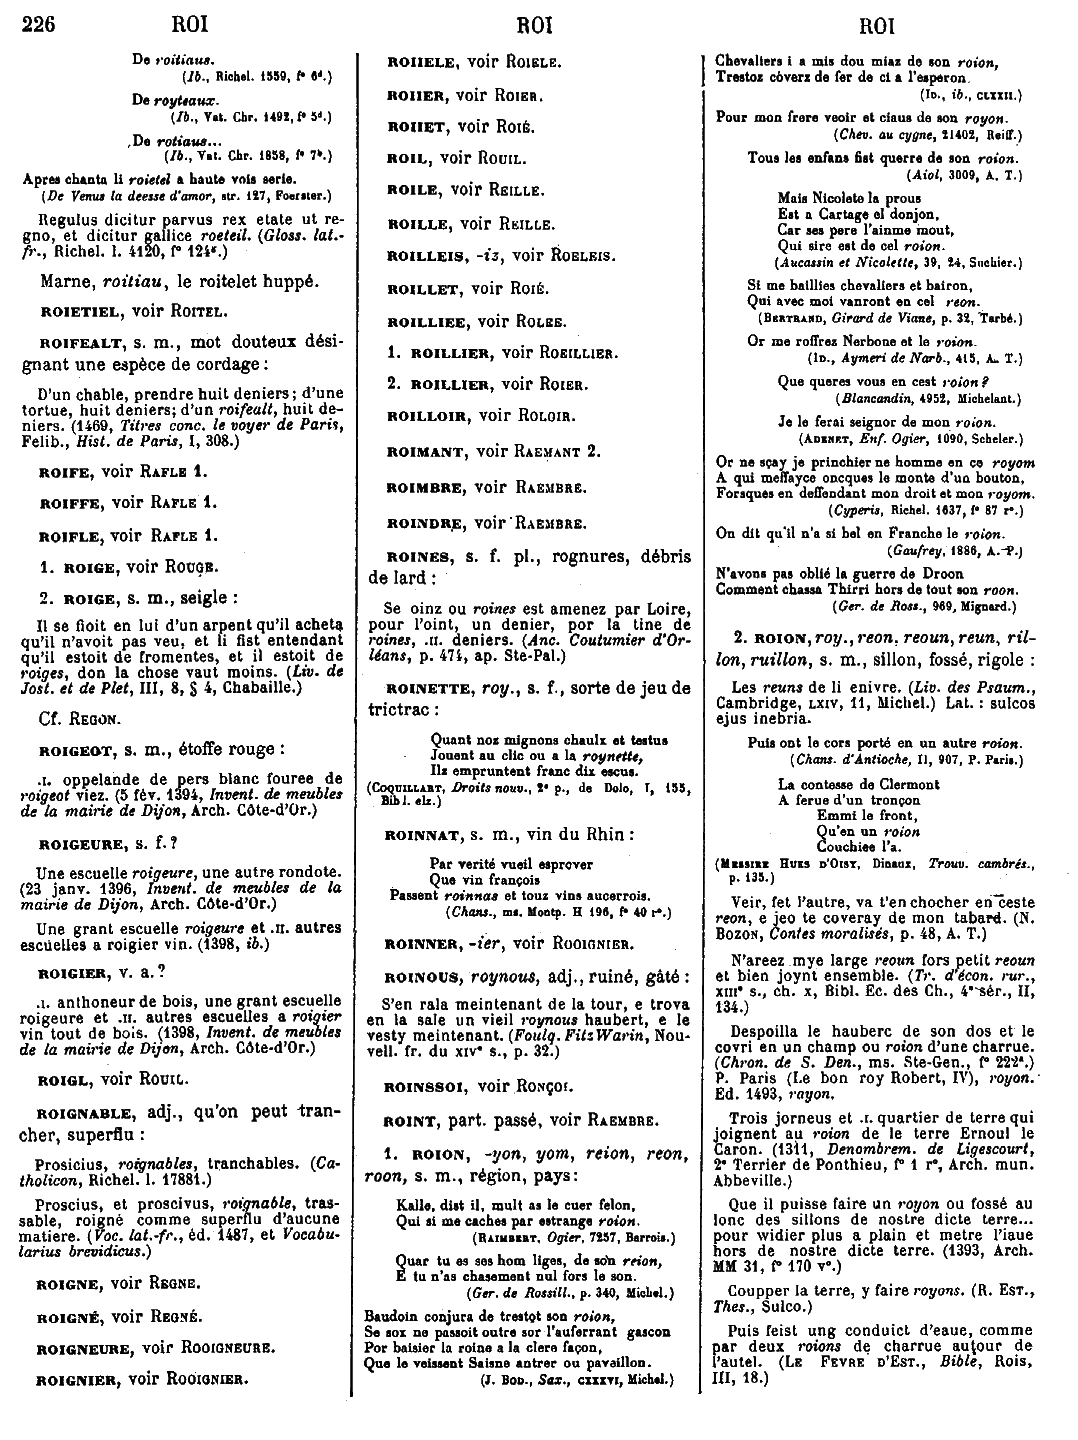 226 ROI ROI ROI
De roitiaus.
(Ib., Richel. 1559, fº 6ᵈ.)
De royteaux.
(Ib., Vat. Chr. 1492, fº 5ᵈ.)
De rotiaus...
(Ib., Vat. Chr. 1858, fº 7ᵇ.)
Apres chanta li roietel a haute vois serie.
(De Venus la deesse d'amor, str. 127, Foerster.)
Regulus dicitur parvus rex etate ut re-
gno, et dicitur gallice roeteil. (Gloss. lat.-
fr., Richel. l. 4120, fº 124ʳ.)
Marne, roitiau, le roitelet huppé.
ROIETIEL, voir ROITEL.
ROIFEALT, s. m., mot douteux dési-
gnant une espèce de cordage :
D'un chable, prendre huit deniers; d'une
tortue, huit deniers; d'un roifealt, huit de-
niers. (1469, Titres conc. le voyer de Paris,
Felib., Hist. de Paris, I, 308.)
ROIFE, voir RAFLE 1.
ROIFFE, voir RAFLE 1.
ROIFLE, voir RAFLE 1.
1. ROIGE, voir ROUGE.
2. ROIGE, s. m., seigle :
Il se fioit en lui d'un arpent qu'il acheta
qu'il n'avoit pas veu, et li fist entendant
qu'il estoit de fromentes, et il estoit de
roiges, don la chose vaut moins. (Liv. de
Jost. et de Plet, III, 8, § 4, Chabaille.)
Cf. REGON.
ROIGEOT, s. m., étoffe rouge :
.I. oppelande de pers blanc fouree de
roigeot viez. (5 fév. 1394, Invent. de meubles
de la mairie de Dijon, Arch. Côte-d'Or.)
ROIGEURE, s. f. ?
Une escuelle roigeure, une autre rondote.
(23 janv. 1396, Invent. de meubles de la
mairie de Dijon, Arch. Côte-d'Or.)
Une grant escuelle roigeure et .II. autres
escuelles a roigier vin. (1398, ib.)
ROIGIER, v. a. ?
.I. anthoneur de bois, une grant escuelle
roigeure et .II. autres escuelles a roigier
vin tout de bois. (1398, Invent. de meubles
de la mairie de Dijon, Arch. Côte-d'Or.)
ROIGL, voir ROUIL.
ROIGNABLE, adj., qu'on peut tran-
cher, superflu :
Prosicius, roignables, tranchables. (Ca-
tholicon, Richel. l. 17881.)
Proscius, et proscivus, roignable, tras-
sable, roigné comme superflu d'aucune
matiere. (Voc. lat.-fr., éd. 1487, et Vocabu-
larius brevidicus.)
ROIGNE, voir REGNE.
ROIGNÉ, voir REGNÉ.
ROIGNEURE, voir ROOIGNEURE.
ROIGNIER, voir ROOIGNIER.
ROIIELE, voir ROIELE.
ROIIER, voir ROIER.
ROIIET, voir ROIÉ.
ROIL, voir ROUIL.
ROILE, voir REILLE.
ROILLE, voir REILLE.
ROILLEIS, -is, voir ROELEIS.
ROILLET, voir ROIÉ.
ROILLIEE, voir ROLEE.
1. ROILLIER, voir ROEILLIER.
2. ROILLIER, voir ROIER.
ROILLOIR, voir ROLOIR.
ROIMANT, voir RAEMANT 2.
ROIMBRE, voir RAEMBRE.
ROINDRE, voir RAEMBRE.
ROINES, s. f. pl., rognures, débris
de lard :
Se oinz ou roines est amenez par Loire,
pour l'oint, un denier, por la tine de
roines, .II. deniers. (Anc. Coutumier d'Or-
léans, p. 474, ap. Ste-Pal.)
ROINETTE, roy., s. f., sorte de jeu de
trictrac :
Quant noz mignons chaulx et testus
Jouent au clic ou a la roynette,
Ilz empruntent franc dix escus.
(COQUILLART, Droits nouv., 2ᵉ p., de Dolo, I, 155,
Bibl. elz.)
ROINNAT, s. m., vin du Rhin :
Par verité vueil esprover
Que vin françois
Passent roinnas et touz vins aucerrois.
(Chans., ms. Montp. H 196, fº 40 rº.)
ROINNER, -ier, voir ROOIGNIER.
ROINOUS, roynous, adj., ruiné, gâté :
S'en rala meintenant de la tour, e trova
en la sale un vieil roynous haubert, e le
vesty meintenant. (Foulq. Fitz Warin, Nou-
vell. fr. du XIVᵉ s., p. 32.)
ROINSSOI, voir RONÇOI.
ROINT, part. passé, voir RAEMBRE.
1. ROION, -yon, yom, reion, reon,
roon, s. m., région, pays :
Kalle, dist il, mult as le cuer felon,
Qui si me caches par estrange roion.
(RAIMBERT, Ogier, 7257, Barrois.)
Quar tu es ses hom liges, de son reion,
E tu n'as chasement nul fors le son.
(Ger. de Rossill., p. 340, Michel.)
Baudoin conjura de trestot son roion,
Se sox ne passoit outre sor l'auferrant gascon
Por baisier la roine a la clere façon,
Que le veissent Saisne antrer ou pavaillon.
(J. BOD., Sax., CXXXVI, Michel.)
Chevaliers i a mis dou miaz de son roion,
Trestoz cóverz de fer de ci a l'esperon.
(ID., ib., CLXXII.)
Pour mon frere veoir et ciaus de son royon.
(Chev. au cygne, 21402, Reiff.)
Tous les enfans fist querre de son roion.
(Aiol, 3009, A. T.)
Mais Nicolete la prous
Est a Cartage el donjon,
Car ses pere l'ainme mout,
Qui sire est de cel roion.
(Aucassin et Nicolette, 39, 24, Suchier.)
Si me baillies chevaliers et bairon,
Qui avec moi vanront en cel reon.
(BERTRAND, Girard de Viane, p. 32, Tarbé.)
Or me roffrez Nerbone et le roion.
(ID., Aymeri de Narb., 415, A. T.)
Que queres vous en cest roion ?
(Blancandin, 4952, Michelant.)
Je le ferai seignor de mon roion.
(ADENET, Enf. Ogier, 1090, Scheler.)
Or ne sçay je princhier ne homme en ce royom
A qui meffayce oncques le monte d'un bouton,
Forsques en deffendant mon droit et mon royom.
(Cyperis, Richel. 1637, fº 87 rº.)
On dit qu'il n'a si bel en Franche le roion.
(Gaufrey, 1886, A. P.)
N'avons pas oblié la guerre de Droon
Comment chassa Thirri hors de tout son roon.
(Ger. de Ross., 969, Mignard.)
2. ROION, roy., reon, reoun, reun, ril-
lon, ruillon, s. m., sillon, fossé, rigole :
Les reuns de li enivre. (Liv. des Psaum.,
Cambridge, LXIV, 11, Michel.) Lat. : sulcos
ejus inebria.
Puis ont le cors porté en un autre roion.
(Chans. d'Antioche, II, 907, P. Paris.)
La contesse de Clermont
A ferue d'un tronçon
Emmi le front,
Qu'en un roion
Couchiee l'a.
(MESSIRE HUES D'OISY, Dinaux, Trouv. cambrés.,
p. 135.)
Veir, fet l'autre, va t'en chocher en ceste
reon, e jeo te coveray de mon tabard. (N.
BOZON, Contes moralisés, p. 48, A. T.)
N'areez mye large reoun fors petit reoun
et bien joynt ensemble. (Tr. d'écon. rur.,
XIIIᵉ s., ch. X, Bibl. Ec. des Ch., 4ᵉ sér., II,
134.)
Despoilla le hauberc de son dos et le
covri en un champ ou roion d'une charrue.
(Chron. de S. Den., ms. Ste-Gen., fº 222ᵃ.)
P. Paris (Le bon roy Robert, IV), royon.
Ed. 1493, rayon.
Trois jorneus et .I. quartier de terre qui
joignent au roion de le terre Ernoul le
Caron. (1311, Denombrem. de Ligescourt,
2ᵉ Terrier de Ponthieu, fº 1 rº, Arch. mun.
Abbeville.)
Que il puisse faire un royon ou fossé au
lonc des sillons de nostre dicte terre...
pour widier plus a plain et metre l'iaue
hors de nostre dicte terre. (1393, Arch.
MM 31, fº 170 vº.)
Coupper la terre, y faire royons. (R. EST.,
Thes., Sulco.)
Puis feist ung conduict d'eaue, comme
par deux roions de charrue autour de
l'autel. (LE FEVRE D'EST., Bible, Rois,
III, 18.)